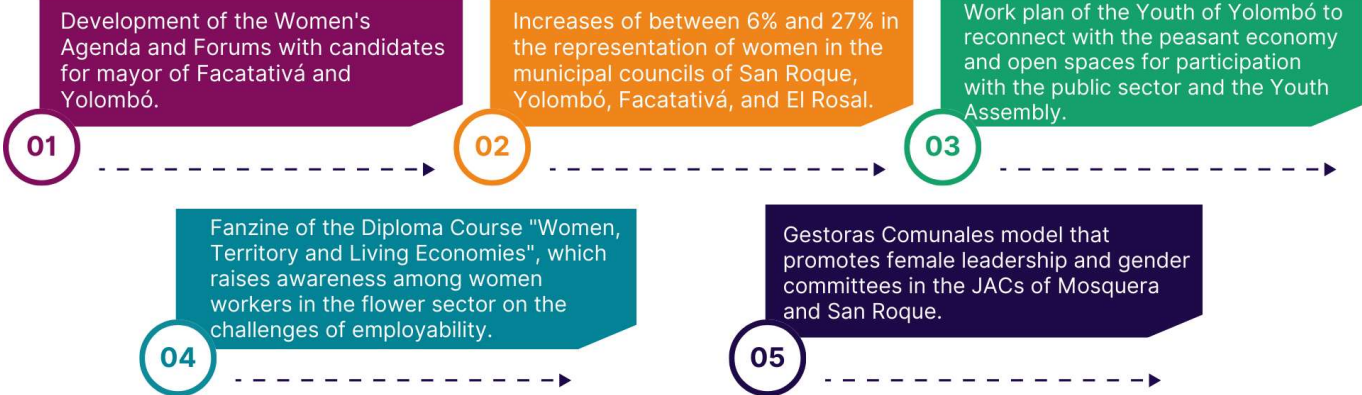 Development of the Women's
Agenda and Forums with candidates
for mayor of Facatativá and
Yolombó.
01
Increases of between 6% and 27% in
the representation of women in the
municipal councils of San Roque,
Yolombó, Facatativá, and El Rosal.
02
Work plan of the Youth of Yolombó to
reconnect with the peasant economy
and open spaces for participation
with the public sector and the Youth
Assembly.
03
Fanzine of the Diploma Course "Women,
Territory and Living Economies", which
raises awareness among women
workers in the flower sector on the
challenges of employability.
04
Gestoras Comunales model that
promotes female leadership and gender
committees in the JACs of Mosquera
and San Roque.
05